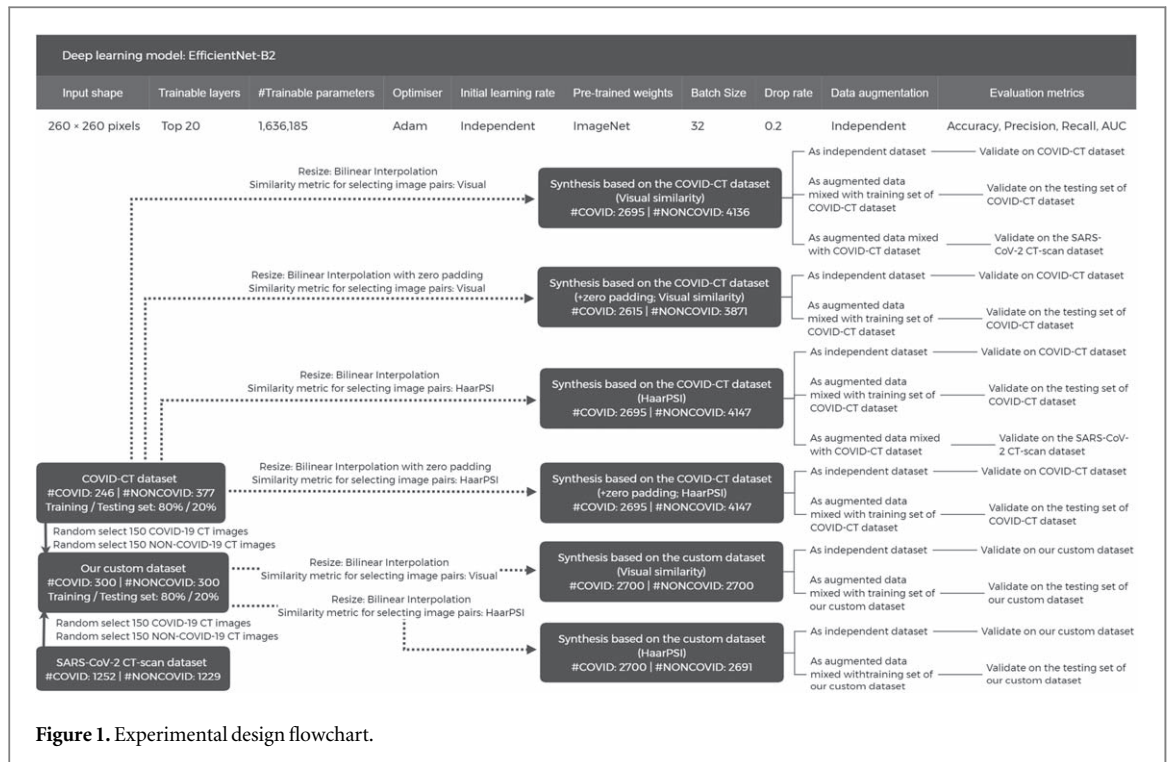 Deep learning model: EfficientNet-B2
Input shape Trainable layers #Trainable parameters Optimiser Initial learning rate Pre-trained weights Batch Size Drop rate Data augmentation Evaluation metrics
260 × 260 pixels Top 20 1,636,185 Adam Independent ImageNet 32 0.2 Independent Accuracy, Precision, Recall, AUC
Resize: Bilinear Interpolation
Similarity metric for selecting image pairs: Visual
Synthesis based on the COVID-CT dataset
(Visual similarity)
#COVID: 2695 | #NONCOVID: 4136
As independent dataset
Validate on COVID-CT dataset
As augmented data
mixed with training set of
COVID-CT dataset
Validate on the testing set of
COVID-CT dataset
As augmented data mixed
with COVID-CT dataset
Validate on the SARS-
CoV-2 CT-scan dataset
Resize: Bilinear Interpolation with zero padding
Similarity metric for selecting image pairs: Visual
Synthesis based on the COVID-CT dataset
(+zero padding; Visual similarity)
#COVID: 2615 | #NONCOVID: 3871
As independent dataset
Validate on COVID-CT dataset
As augmented data
mixed with training set of
COVID-CT dataset
Validate on the testing set of
COVID-CT dataset
Resize: Bilinear Interpolation
Similarity metric for selecting image pairs: HaarPSI
Synthesis based on the COVID-CT dataset
(HaarPSI)
#COVID: 2695 | #NONCOVID: 4147
As independent dataset
Validate on COVID-CT dataset
As augmented data
mixed with training set of
COVID-CT dataset
Validate on the testing set of
COVID-CT dataset
As augmented data mixed
with COVID-CT dataset
Validate on the SARS-CoV-
2 CT-scan dataset
COVID-CT dataset
#COVID: 246 | #NONCOVID: 377
Training / Testing set: 80% / 20%
Resize: Bilinear Interpolation with zero padding
Similarity metric for selecting image pairs: HaarPSI
Synthesis based on the COVID-CT dataset
(+zero padding; HaarPSI)
#COVID: 2695 | #NONCOVID: 4147
As independent dataset
Validate on COVID-CT dataset
As augmented data
mixed with training set of
COVID-CT dataset
Validate on the testing set of
COVID-CT dataset
Random select 150 COVID-19 CT images
Random select 150 NON-COVID-19 CT images
Our custom dataset
#COVID: 300 | #NONCOVID: 300
Training / Testing set: 80% / 20%
Resize: Bilinear Interpolation
Similarity metric for selecting image pairs: Visual
Synthesis based on the custom dataset
(Visual similarity)
#COVID: 2700 | #NONCOVID: 2700
As independent dataset
Validate on our custom dataset
As augmented data
mixed with training set of
our custom dataset
Validate on the testing set of
our custom dataset
Resize: Bilinear Interpolation
Similarity metric for selecting image pairs: HaarPSI
Random select 150 COVID-19 CT images
Random select 150 NON-COVID-19 CT images
SARS-CoV-2 CT-scan dataset
#COVID: 1252 | #NONCOVID: 1229
Synthesis based on the custom dataset
(HaarPSI)
#COVID: 2700 | #NONCOVID: 2691
As independent dataset
Validate on our custom dataset
As augmented data
mixed withtraining set of
our custom dataset
Validate on the testing set of
our custom dataset
Figure 1. Experimental design flowchart.